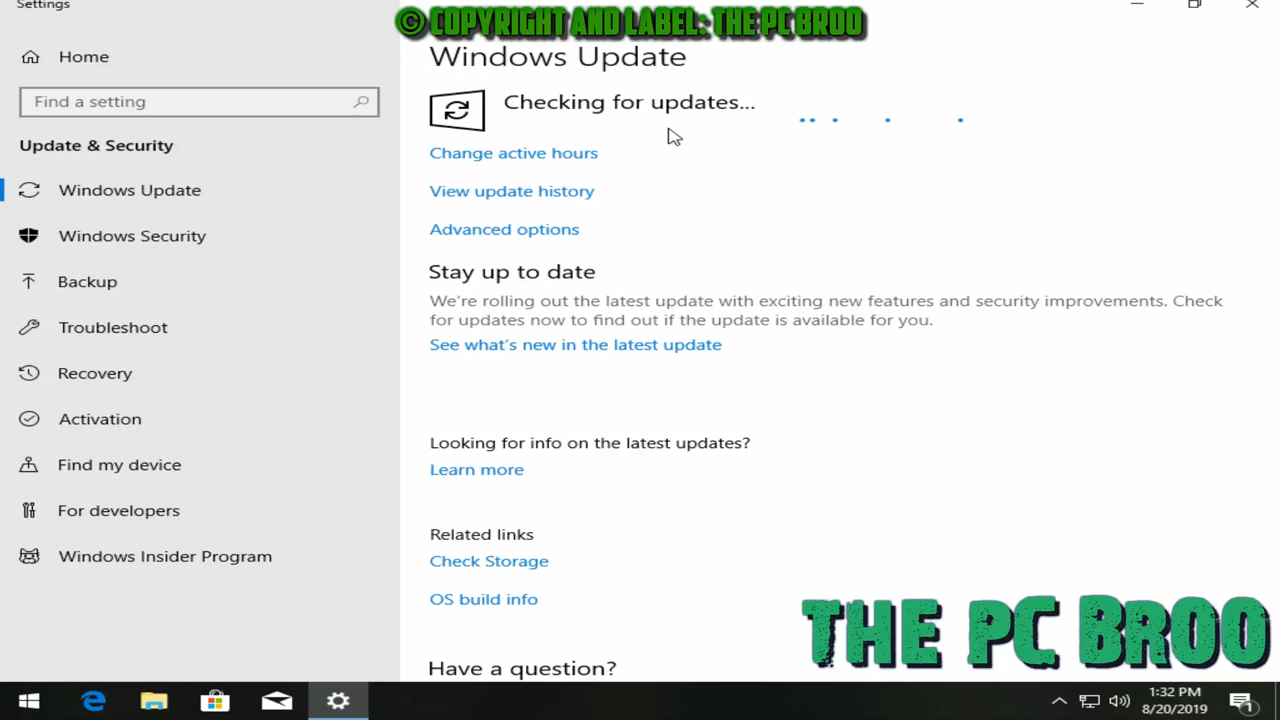 Settings
© COPYRIGHT AND LABEL: THE PC BROO
Home
Find a setting
Update & Security
Windows Update
Windows Security
Backup
Troubleshoot
Recovery
Activation
Find my device
For developers
Windows Insider Program
Windows Update
Checking for updates...
Change active hours
View update history
Advanced options
Stay up to date
We're rolling out the latest update with exciting new features and security improvements. Check
for updates now to find out if the update is available for you.
See what's new in the latest update
Looking for info on the latest updates?
Learn more
Related links
Check Storage
OS build info
Have a question?
THE PC BROO
1:32 PM
8/20/2019
1